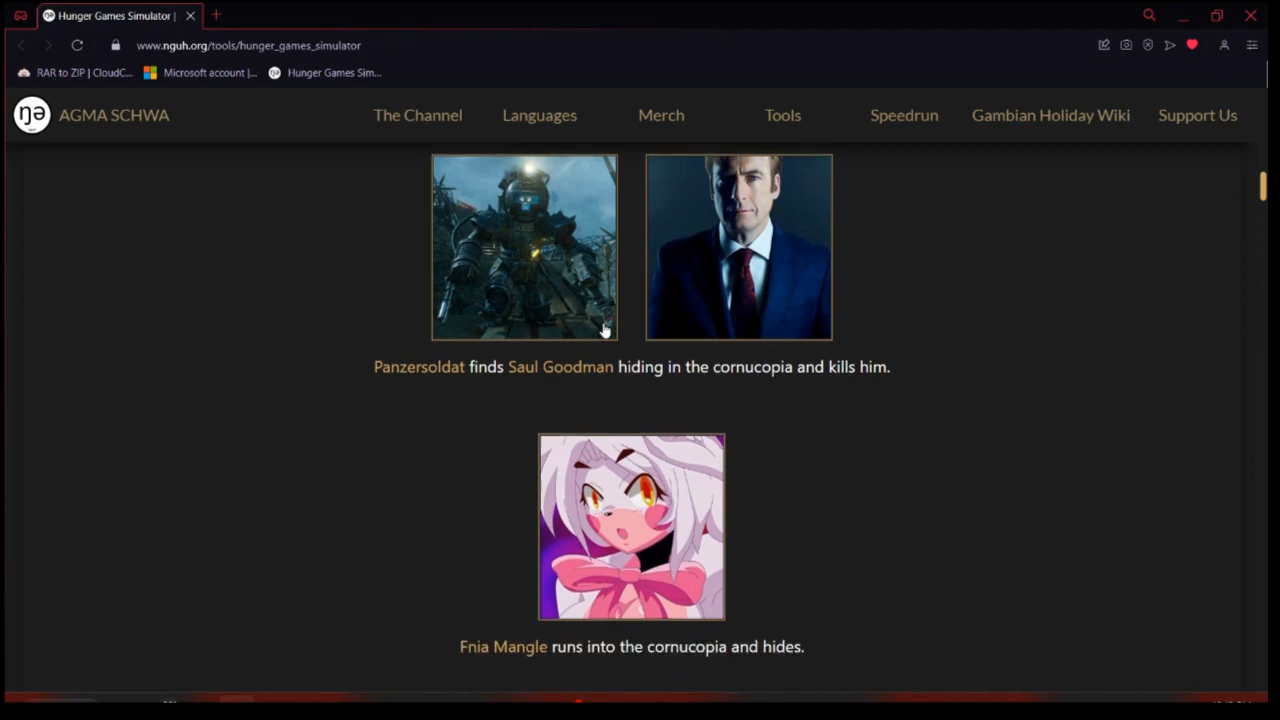 Hunger Games Simulator |
www.nguh.org/tools/hunger_games_simulator
RAR to ZIP | CloudC...
Microsoft account |...
Hunger Games Sim...
ŋə
AGMA SCHWA
The Channel
Languages
Merch
Tools
Speedrun
Gambian Holiday Wiki
Support Us
Panzersoldat finds Saul Goodman hiding in the cornucopia and kills him.
Fnia Mangle runs into the cornucopia and hides.